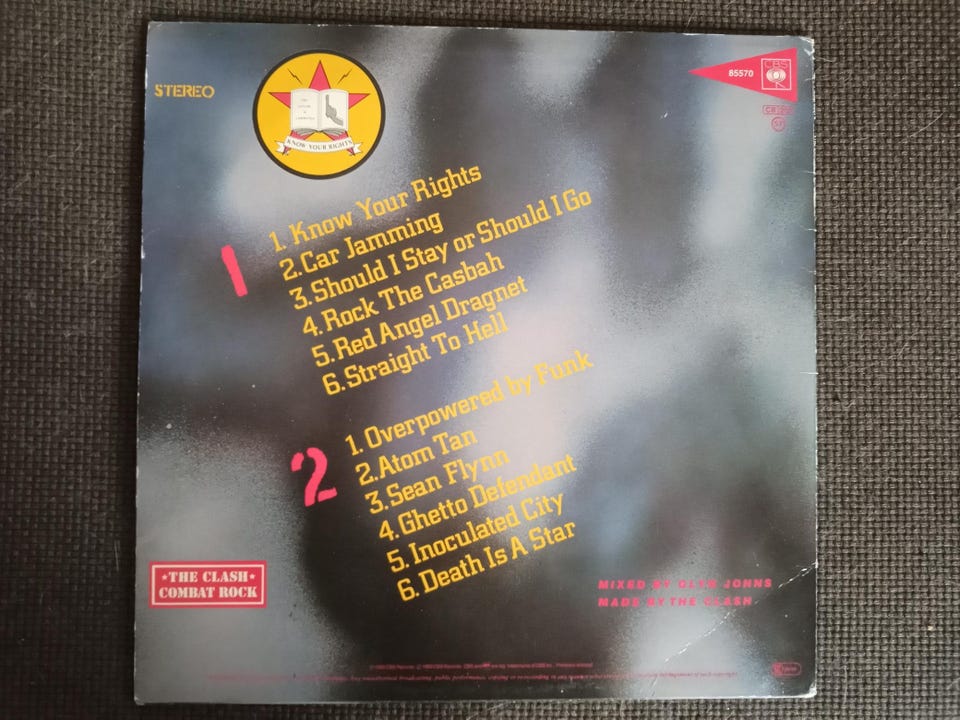 STEREO
KNOW YOUR RIGHTS
85570
CBS
1
1. Know Your Rights
2. Car Jamming
3. Should I Stay or Should I Go
4. Rock The Casbah
5. Red Angel Dragnet
6. Straight To Hell
2
1. Overpowered by Funk
2. Atom Tan
3. Sean Flynn
4. Ghetto Defendant
5. Inoculated City
6. Death Is A Star
★THE CLASH★
COMBAT ROCK
MIXED BY GLYN JOHNS
MADE BY THE CLASH